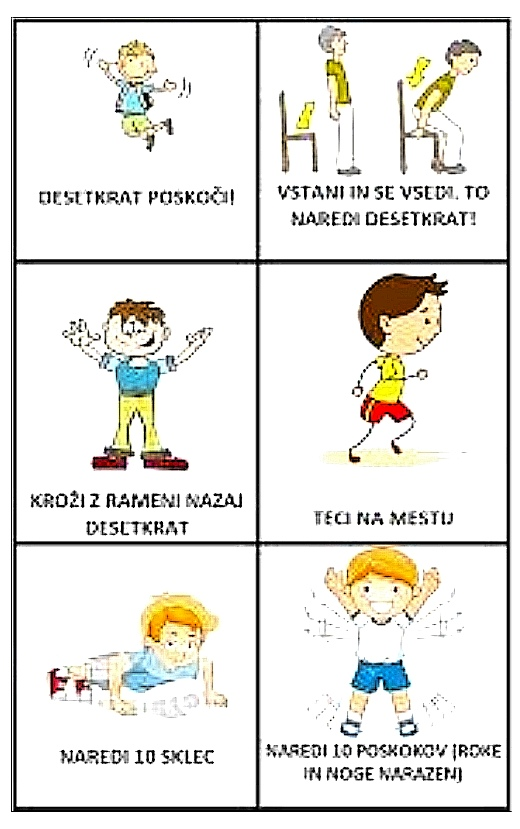 DESETKRAT POSKOČI!
VSTANI IN SE VSEDI. TO
NAREDI DESETKRAT!
KROŽI Z RAMENI NAZAJ
DESETKRAT
TECI NA MESTU
NAREDI 10 SKLEC
NAREDI 10 POSKOKOV (ROKE
IN NOGE NARAZEN)